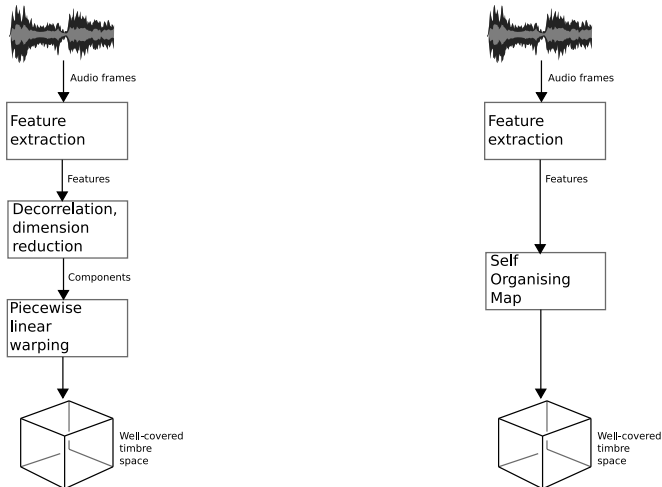 Audio frames
Feature
extraction
Features
Decorrelation,
dimension
reduction
Components
Piecewise
linear
warping
Well-covered
timbre
space
Audio frames
Feature
extraction
Features
Self
Organising
Map
Well-covered
timbre
space